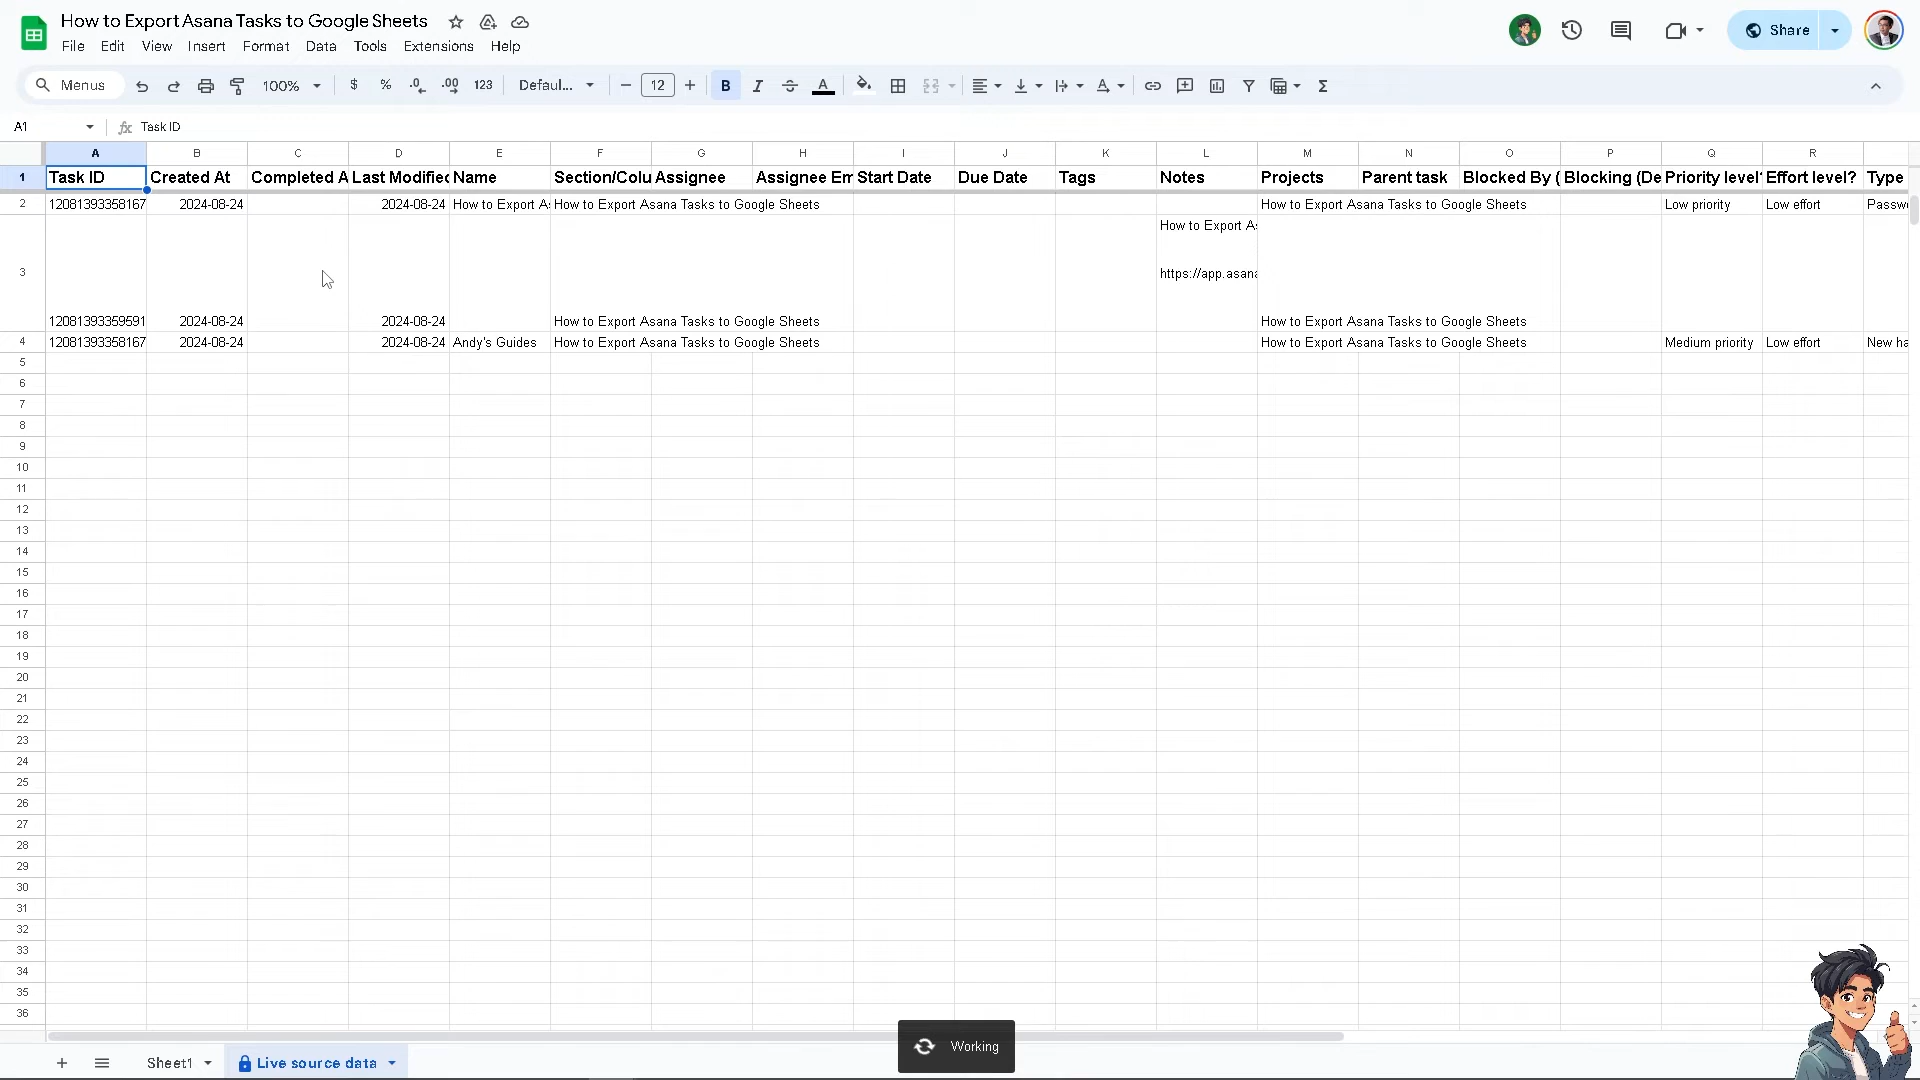 How to Export Asana Tasks to Google Sheets
File Edit View Insert Format Data Tools Extensions Help
Share
Menus 100% $ % .0 .00 123 Defaul... 12 B I A
A1 fx Task ID
A B C D E F G H I J K L M N O P Q R
1 Task ID Created At Completed A Last Modified Name Section/Colu Assignee Assignee Em Start Date Due Date Tags Notes Projects Parent task Blocked By ( Blocking (De Priority level? Effort level? Type
2 12081393358167 2024-08-24 2024-08-24 How to Export As How to Export Asana Tasks to Google Sheets How to Export Asana Tasks to Google Sheets Low priority Low effort Passw
How to Export As
3 https://app.asana
12081393359591 2024-08-24 2024-08-24 How to Export Asana Tasks to Google Sheets How to Export Asana Tasks to Google Sheets
4 12081393358167 2024-08-24 2024-08-24 Andy's Guides How to Export Asana Tasks to Google Sheets How to Export Asana Tasks to Google Sheets Medium priority Low effort New ha
5
6
7
8
9
10
11
12
13
14
15
16
17
18
19
20
21
22
23
24
25
26
27
28
29
30
31
32
33
34
35
36
Working
Sheet1 Live source data